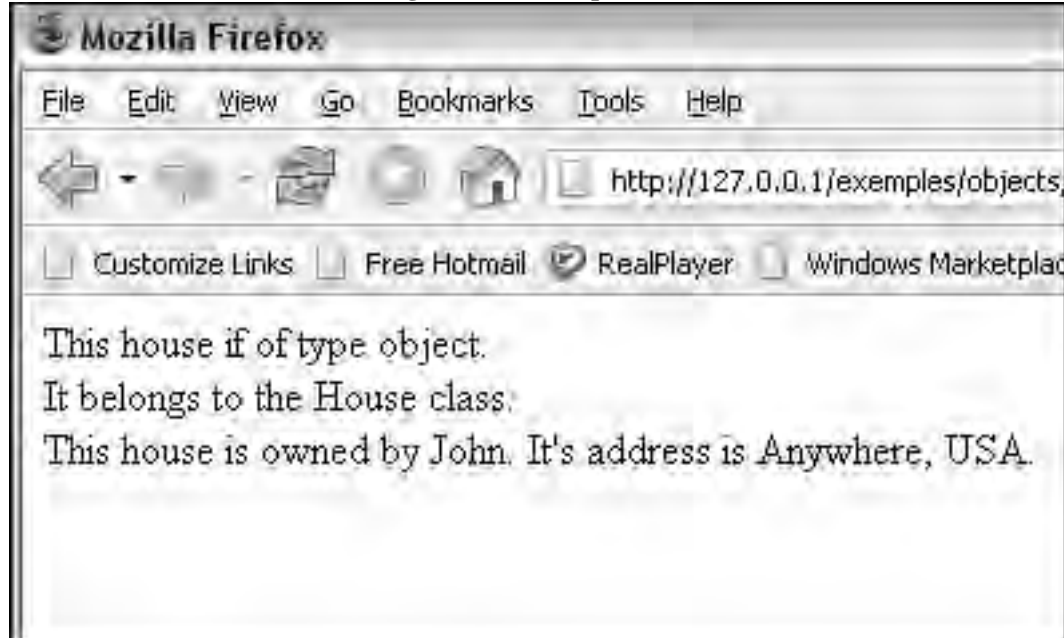 Mozilla Firefox
File Edit View Go Bookmarks Tools Help
http://127.0.0.1/exemples/objects/
Customize Links Free Hotmail RealPlayer Windows Marketplac
This house if of type object.
It belongs to the House class.
This house is owned by John. It's address is Anywhere, USA.